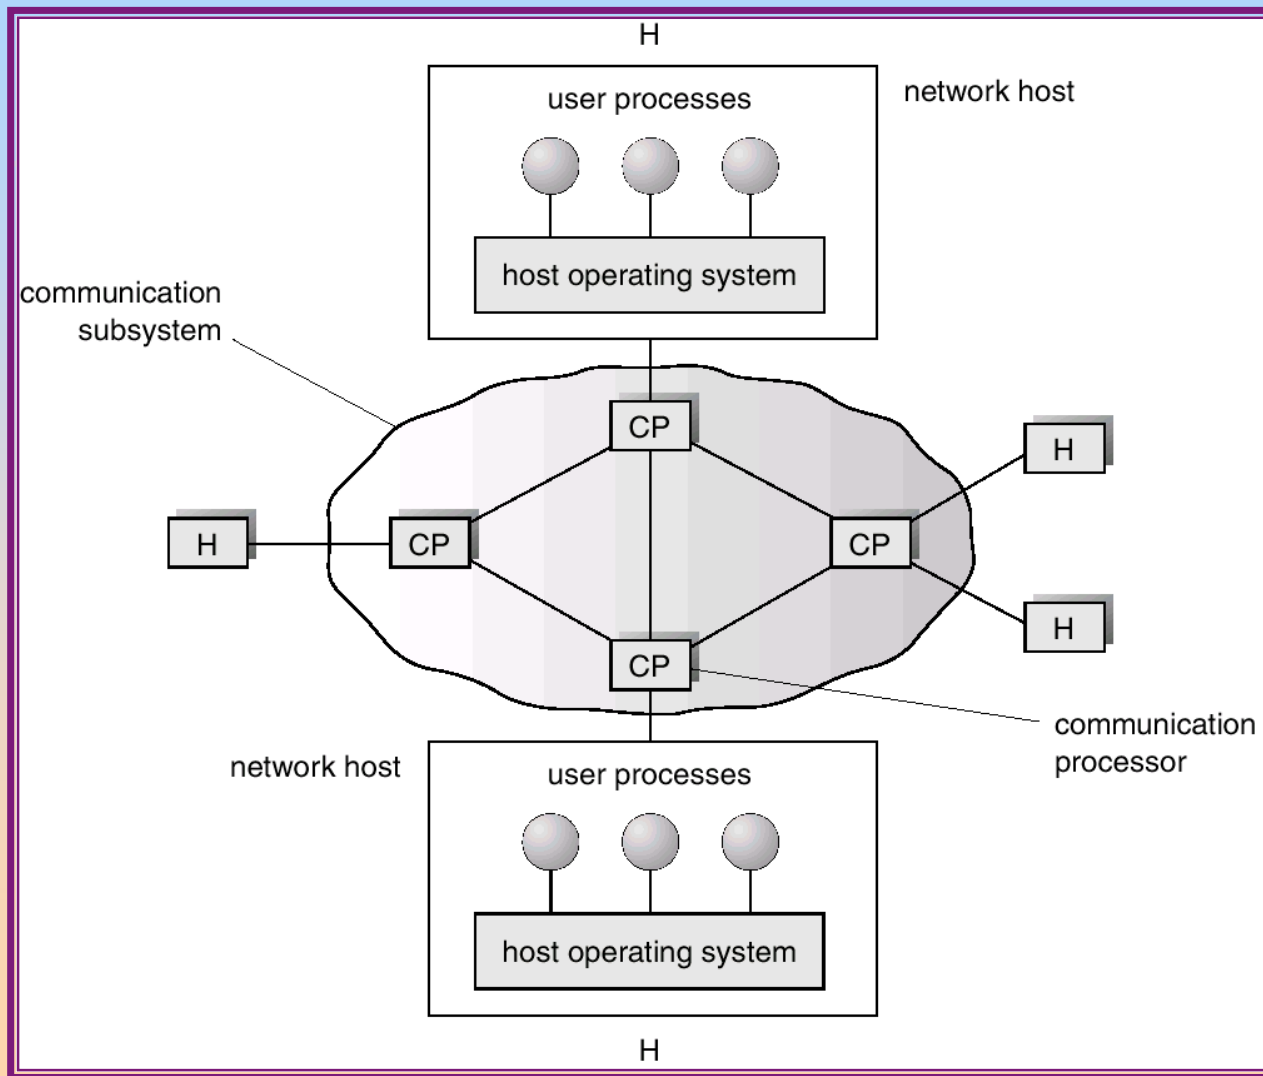 H
user processes
network host
host operating system
communication
subsystem
CP
H
H
CP
CP
H
CP
communication
processor
network host
user processes
host operating system
H